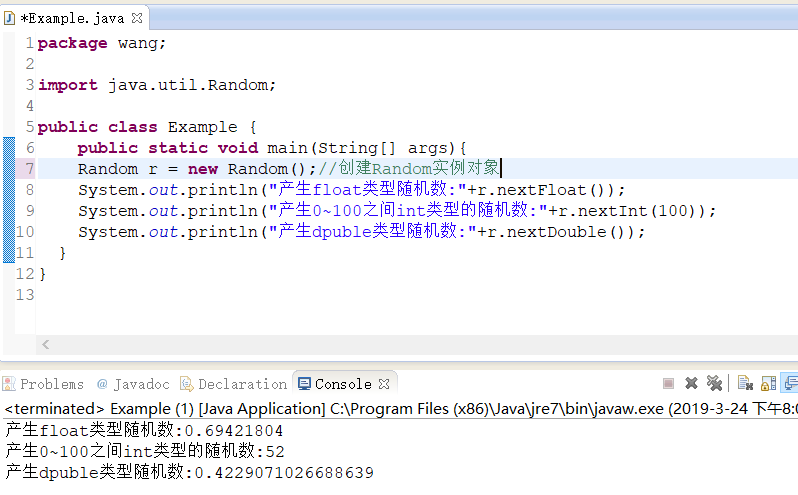 *Example.java
1 package wang;
2
3 import java.util.Random;
4
5 public class Example {
6     public static void main(String[] args){
7     Random r = new Random();//创建Random实例对象
8     System.out.println("产生float类型随机数:"+r.nextFloat());
9     System.out.println("产生0~100之间int类型的随机数:"+r.nextInt(100));
10     System.out.println("产生dpuble类型随机数:"+r.nextDouble());
11   }
12 }
13
Problems @ Javadoc Declaration Console
<terminated> Example (1) [Java Application] C:\Program Files (x86)\Java\jre7\bin\javaw.exe (2019-3-24 下午8:0
产生float类型随机数:0.69421804
产生0~100之间int类型的随机数:52
产生dpuble类型随机数:0.4229071026688639